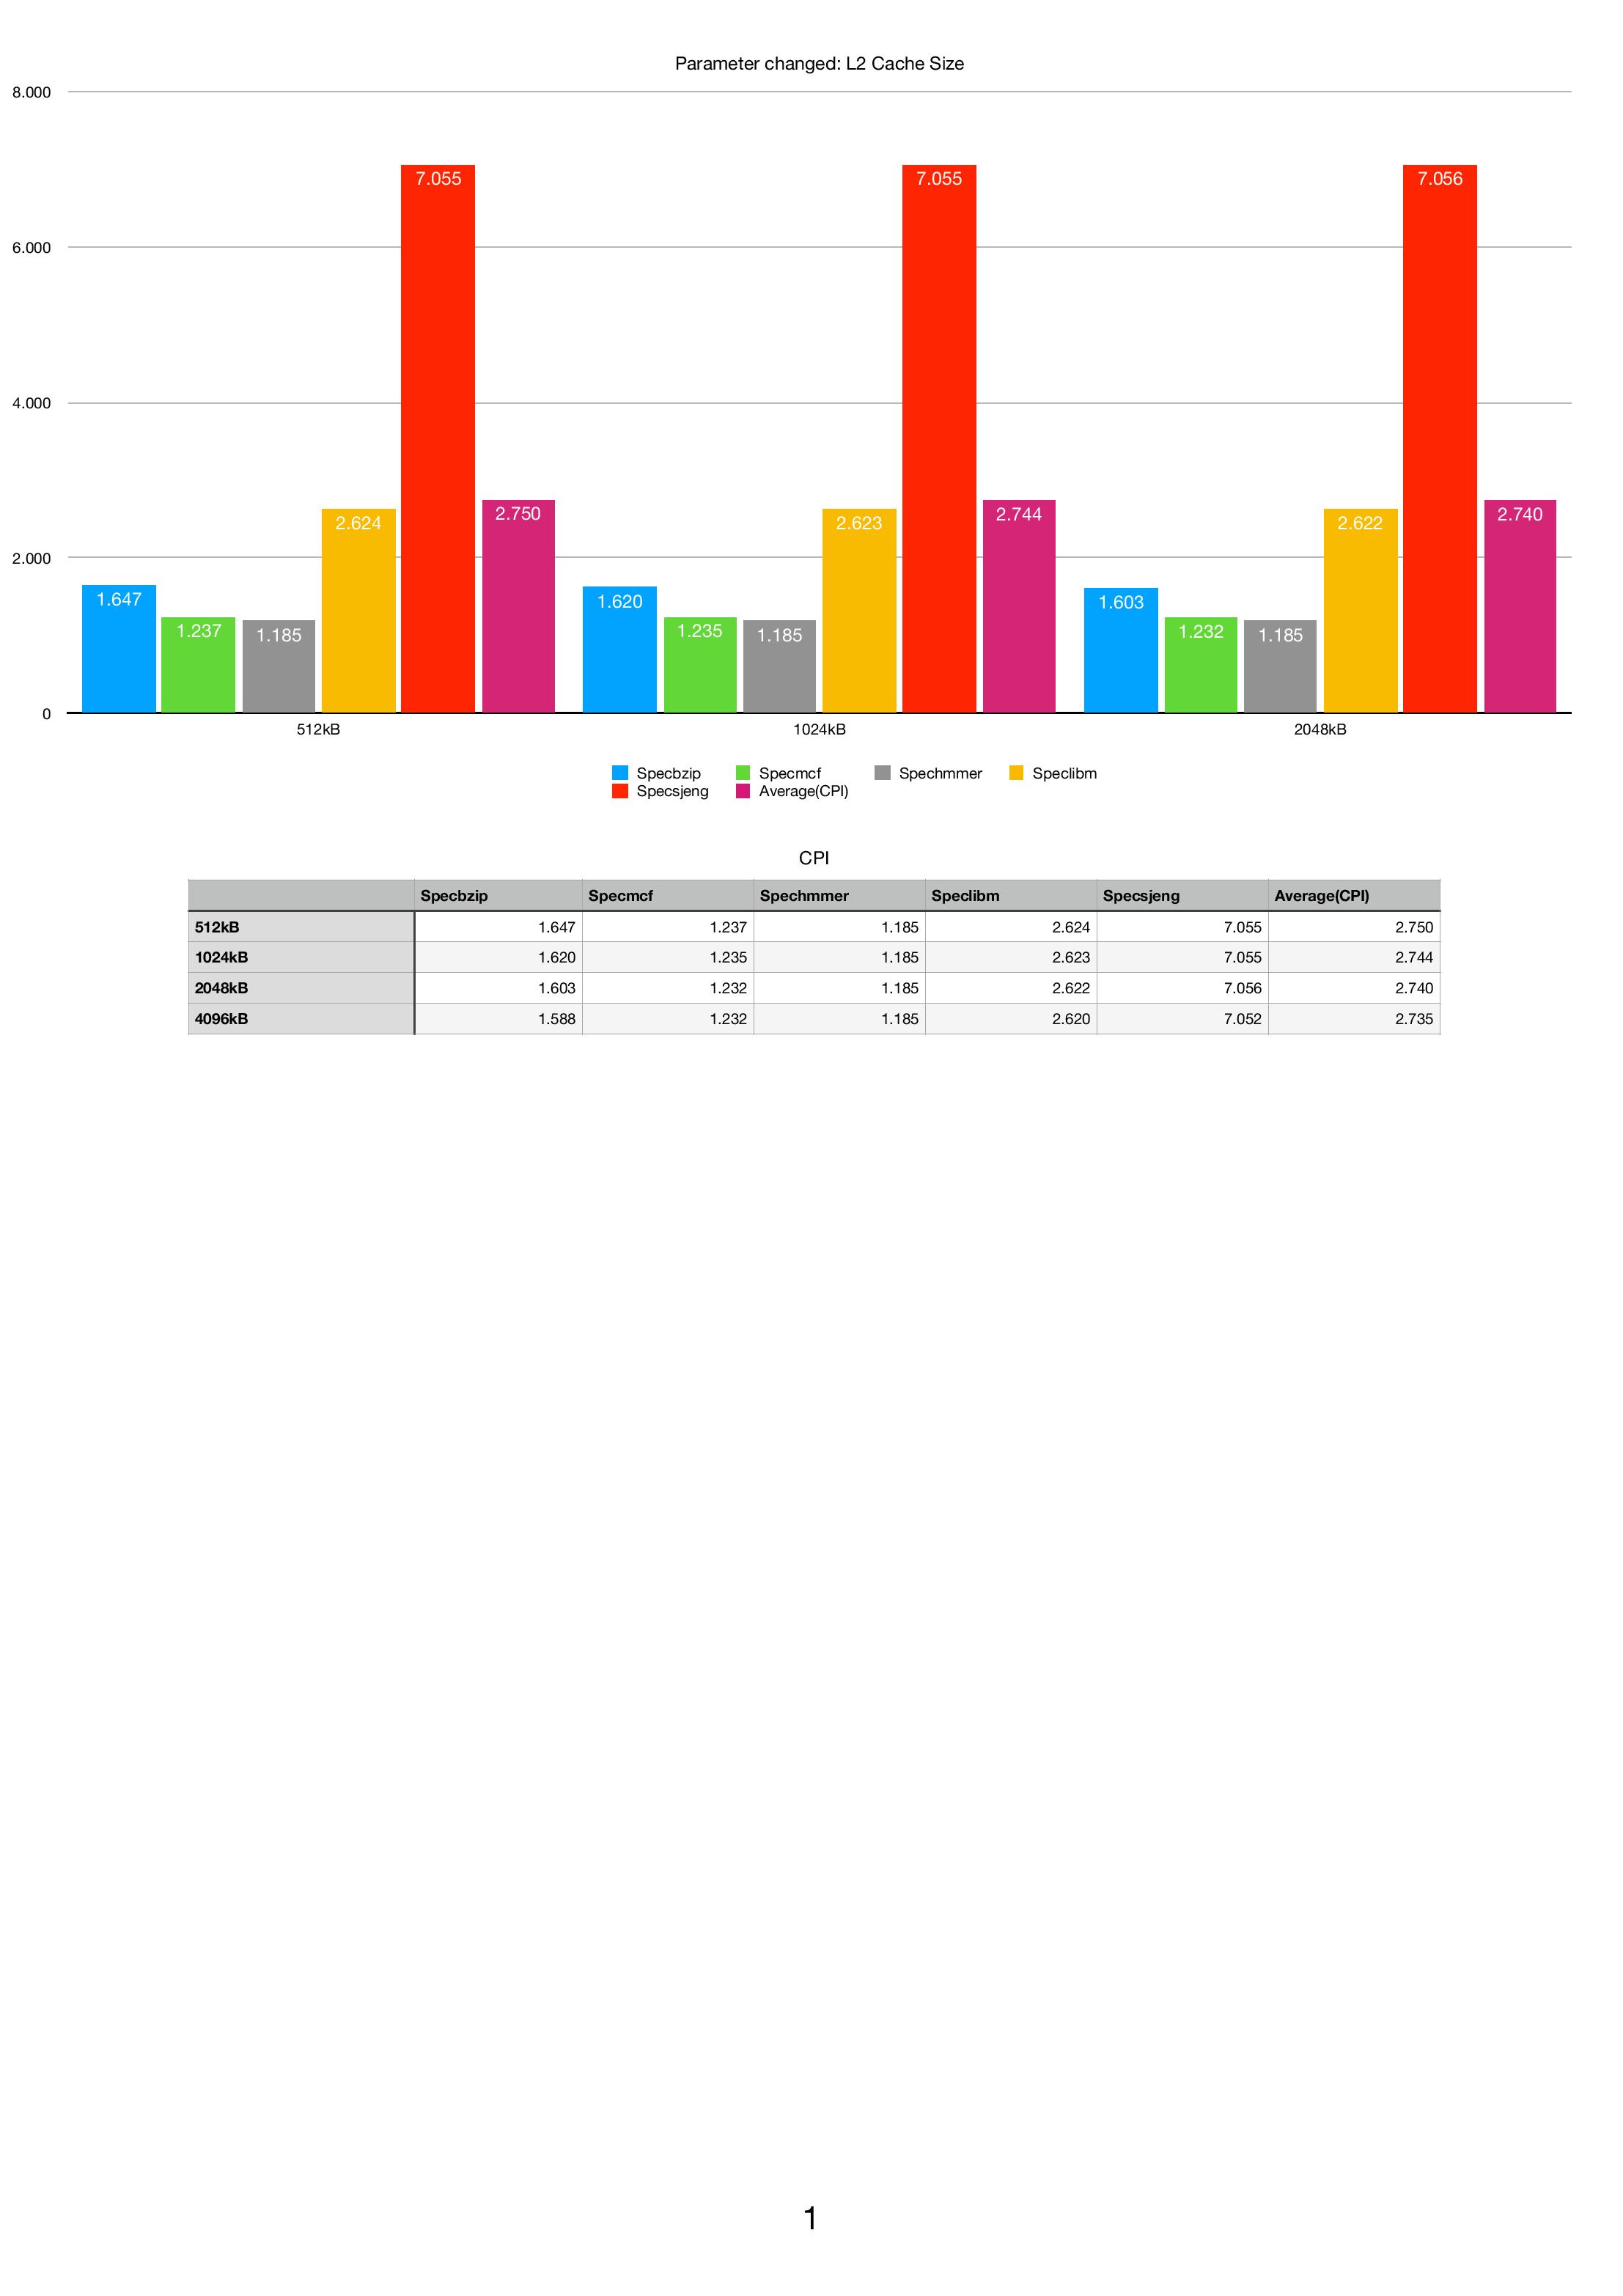 Parameter changed: L2 Cache Size
8.000
6.000
4.000
2.000
0
7.055 7.055 7.056
2.624 2.750 2.623 2.744 2.622 2.740
1.647 1.237 1.185 1.620 1.235 1.185 1.603 1.232 1.185
512kB 1024kB 2048kB
Specbzip Specmcf Spechmmer Speclibm
Specsjeng Average(CPI)
CPI
Specbzip Specmcf Spechmmer Speclibm Specsjeng Average(CPI)
512kB 1.647 1.237 1.185 2.624 7.055 2.750
1024kB 1.620 1.235 1.185 2.623 7.055 2.744
2048kB 1.603 1.232 1.185 2.622 7.056 2.740
4096kB 1.588 1.232 1.185 2.620 7.052 2.735
1